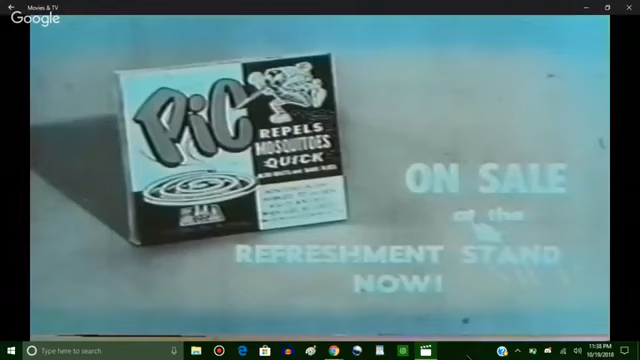 Movies & TV
Google
PiC
REPELS
MOSQUITOES
QUICK
ON SALE
at the
REFRESHMENT STAND
NOW!
Type here to search
11:38 PM
10/19/2018